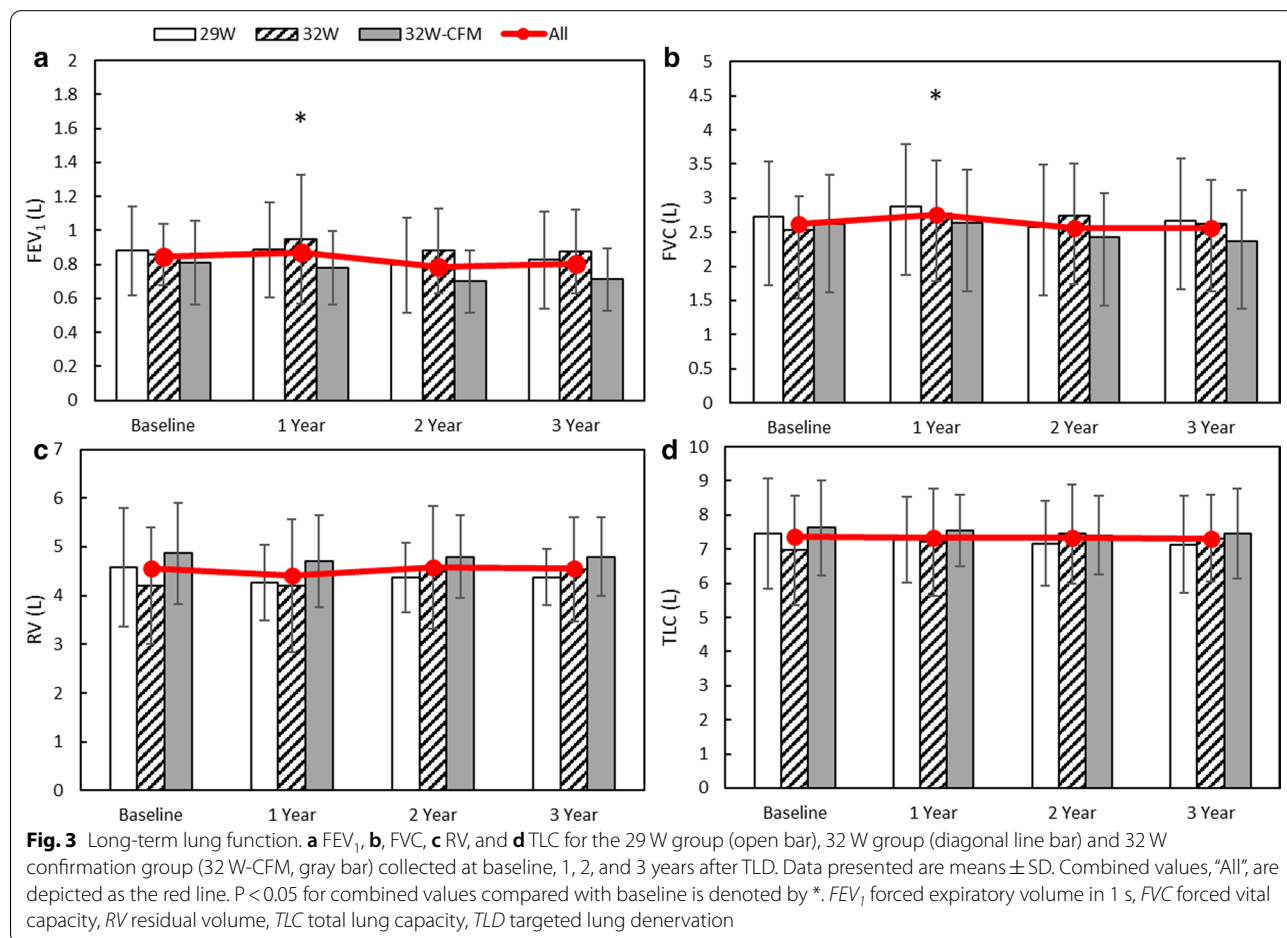 29W 32W 32W-CFM All
a
2
1.8
1.6
1.4
1.2
1
0.8
0.6
0.4
0.2
0
FEV₁ (L)
*
Baseline 1 Year 2 Year 3 Year
b
5
4.5
4
3.5
3
2.5
2
1.5
1
0.5
0
FVC (L)
*
Baseline 1 Year 2 Year 3 Year
c
7
6
5
4
3
2
1
0
RV (L)
Baseline 1 Year 2 Year 3 Year
d
10
9
8
7
6
5
4
3
2
1
0
TLC (L)
Baseline 1 Year 2 Year 3 Year
Fig. 3 Long-term lung function. a FEV₁, b, FVC, c RV, and d TLC for the 29 W group (open bar), 32 W group (diagonal line bar) and 32 W
confirmation group (32 W-CFM, gray bar) collected at baseline, 1, 2, and 3 years after TLD. Data presented are means ± SD. Combined values, “All”, are
depicted as the red line. P < 0.05 for combined values compared with baseline is denoted by *. FEV₁ forced expiratory volume in 1 s, FVC forced vital
capacity, RV residual volume, TLC total lung capacity, TLD targeted lung denervation